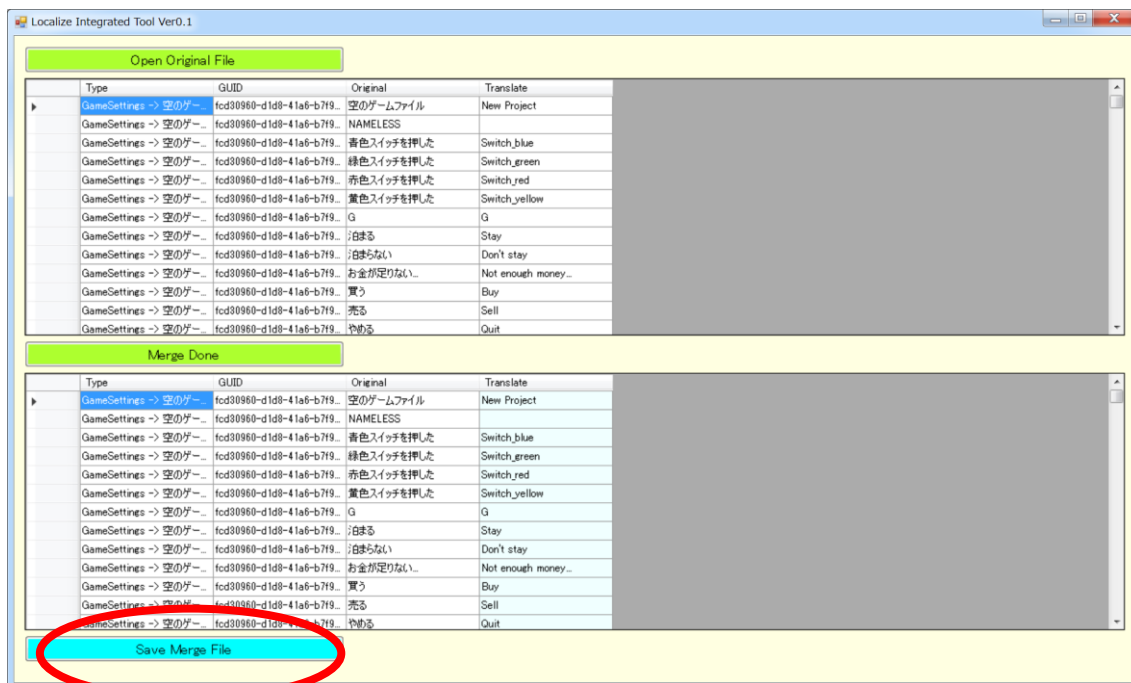 Localize Integrated Tool Ver0.1
Open Original File
Type GUID Original Translate
GameSettings -> 空のゲー... fcd30960-d1d8-41a6-b7f9... 空のゲームファイル New Project
GameSettings -> 空のゲー... fcd30960-d1d8-41a6-b7f9... NAMELESS
GameSettings -> 空のゲー... fcd30960-d1d8-41a6-b7f9... 青色スイッチを押した Switch_blue
GameSettings -> 空のゲー... fcd30960-d1d8-41a6-b7f9... 緑色スイッチを押した Switch_green
GameSettings -> 空のゲー... fcd30960-d1d8-41a6-b7f9... 赤色スイッチを押した Switch_red
GameSettings -> 空のゲー... fcd30960-d1d8-41a6-b7f9... 黄色スイッチを押した Switch_yellow
GameSettings -> 空のゲー... fcd30960-d1d8-41a6-b7f9... G G
GameSettings -> 空のゲー... fcd30960-d1d8-41a6-b7f9... 泊まる Stay
GameSettings -> 空のゲー... fcd30960-d1d8-41a6-b7f9... 泊まらない Don't stay
GameSettings -> 空のゲー... fcd30960-d1d8-41a6-b7f9... お金が足りない... Not enough money...
GameSettings -> 空のゲー... fcd30960-d1d8-41a6-b7f9... 買う Buy
GameSettings -> 空のゲー... fcd30960-d1d8-41a6-b7f9... 売る Sell
GameSettings -> 空のゲー... fcd30960-d1d8-41a6-b7f9... やめる Quit
Merge Done
Type GUID Original Translate
GameSettings -> 空のゲー... fcd30960-d1d8-41a6-b7f9... 空のゲームファイル New Project
GameSettings -> 空のゲー... fcd30960-d1d8-41a6-b7f9... NAMELESS
GameSettings -> 空のゲー... fcd30960-d1d8-41a6-b7f9... 青色スイッチを押した Switch_blue
GameSettings -> 空のゲー... fcd30960-d1d8-41a6-b7f9... 緑色スイッチを押した Switch_green
GameSettings -> 空のゲー... fcd30960-d1d8-41a6-b7f9... 赤色スイッチを押した Switch_red
GameSettings -> 空のゲー... fcd30960-d1d8-41a6-b7f9... 黄色スイッチを押した Switch_yellow
GameSettings -> 空のゲー... fcd30960-d1d8-41a6-b7f9... G G
GameSettings -> 空のゲー... fcd30960-d1d8-41a6-b7f9... 泊まる Stay
GameSettings -> 空のゲー... fcd30960-d1d8-41a6-b7f9... 泊まらない Don't stay
GameSettings -> 空のゲー... fcd30960-d1d8-41a6-b7f9... お金が足りない... Not enough money...
GameSettings -> 空のゲー... fcd30960-d1d8-41a6-b7f9... 買う Buy
GameSettings -> 空のゲー... fcd30960-d1d8-41a6-b7f9... 売る Sell
GameSettings -> 空のゲー... fcd30960-d1d8-41a6-b7f9... やめる Quit
Save Merge File